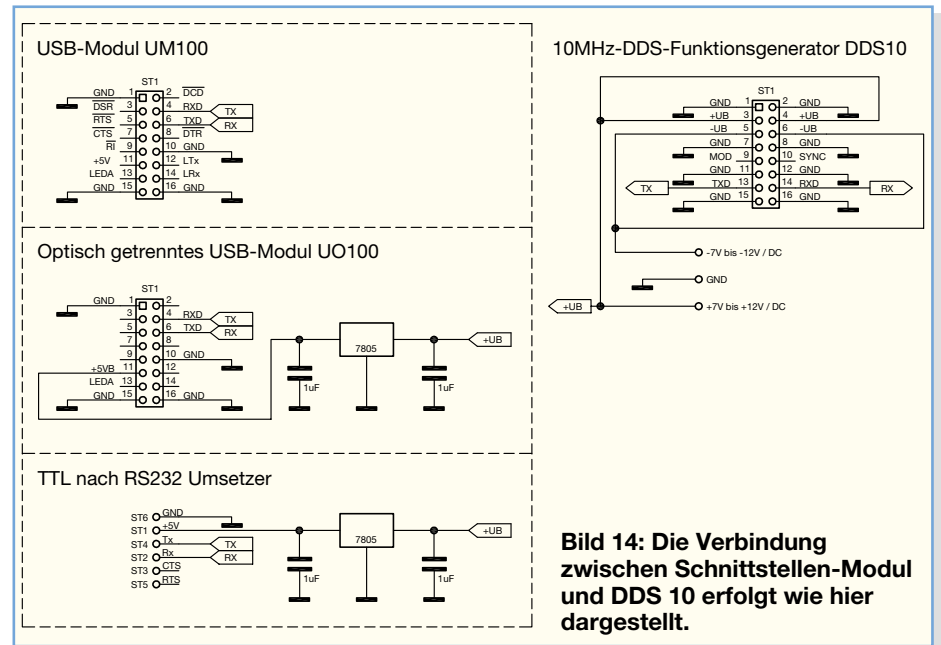 USB-Modul UM100
ST1
GND 1 2 DCD
DSR 3 4 RXD TX
RTS 5 6 TXD RX
CTS 7 8 DTR
RI 9 10 GND
+5V 11 12 LTx
LEDA 13 14 LRx
GND 15 16 GND
Optisch getrenntes USB-Modul UO100
ST1
GND 1 2
3 4 RXD TX
5 6 TXD RX
7 8
9 10 GND
+5VB 11 12
LEDA 13 14
GND 15 16 GND
7805
+UB
1uF
1uF
TTL nach RS232 Umsetzer
ST6 GND
ST1 +5V
ST4 Tx TX
ST2 Rx RX
ST3 CTS
ST5 RTS
7805
+UB
1uF
1uF
10MHz-DDS-Funktionsgenerator DDS10
ST1
GND 1 2 GND
+UB 3 4 +UB
-UB 5 6 -UB
GND 7 8 GND
MOD 9 10 SYNC
GND 11 12 GND
TX TXD 13 14 RXD RX
GND 15 16 GND
-7V bis -12V / DC
GND
+UB +7V bis +12V / DC
Bild 14: Die Verbindung
zwischen Schnittstellen-Modul
und DDS 10 erfolgt wie hier
dargestellt.